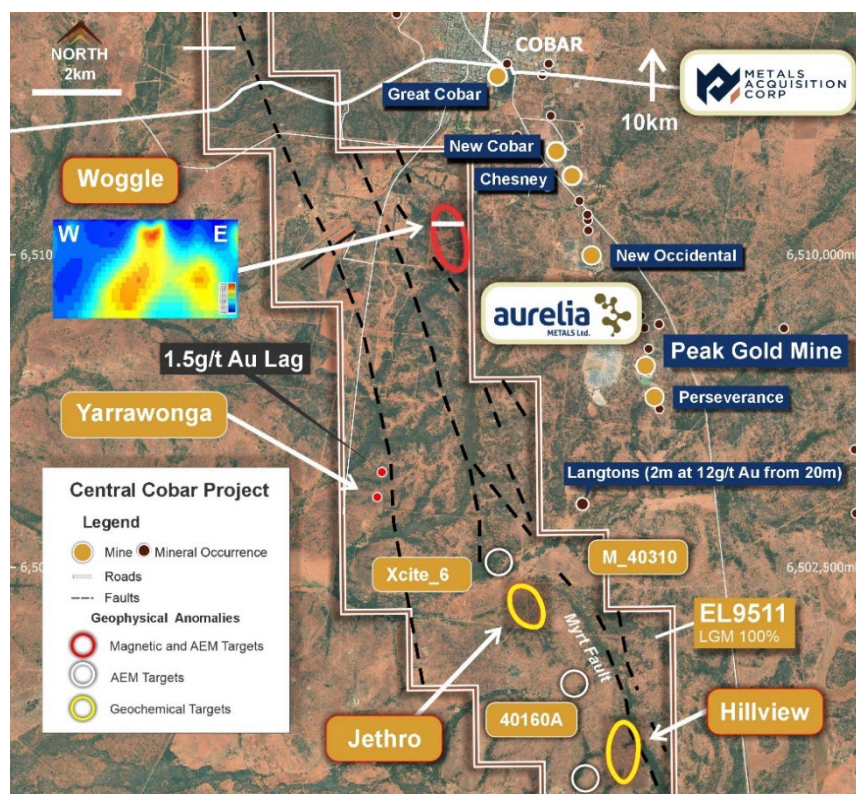 NORTH
2km
COBAR
10km
METALS
ACQUISITION
CORP
Great Cobar
New Cobar
Chesney
Woggle
W
E
6,510
6,510,000m
New Occidental
aurelia
METALS Ltd.
1.5g/t Au Lag
Peak Gold Mine
Perseverance
Yarrawonga
Langtons (2m at 12g/t Au from 20m)
Central Cobar Project
Legend
Mine
Mineral Occurrence
Roads
Faults
Geophysical Anomalies
Magnetic and AEM Targets
AEM Targets
Geochemical Targets
Xcite_6
M_40310
6,502,500m
EL9511
LGM 100%
Myrt Fault
Jethro
40160A
Hillview